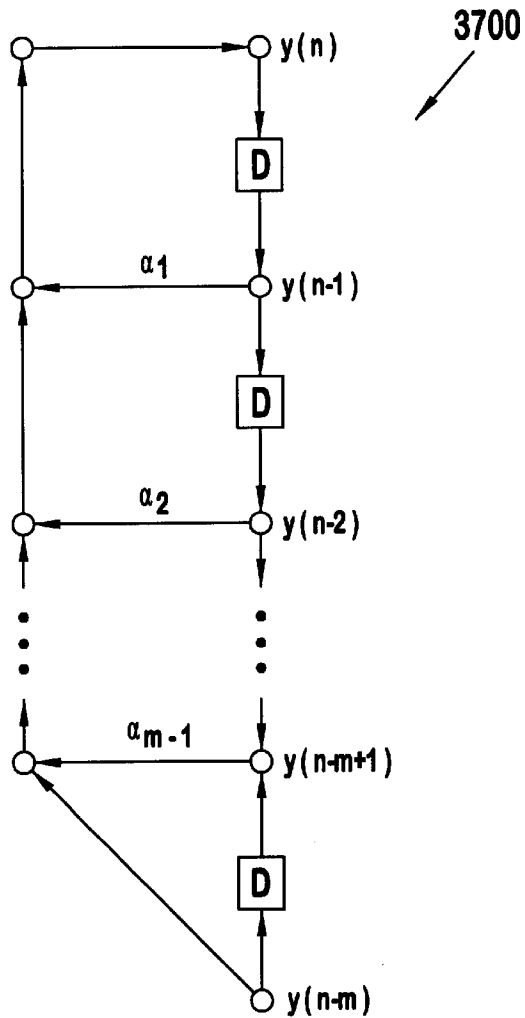 3700
y(n)
D
α1
y(n-1)
D
α2
y(n-2)
αm-1
y(n-m+1)
D
y(n-m)